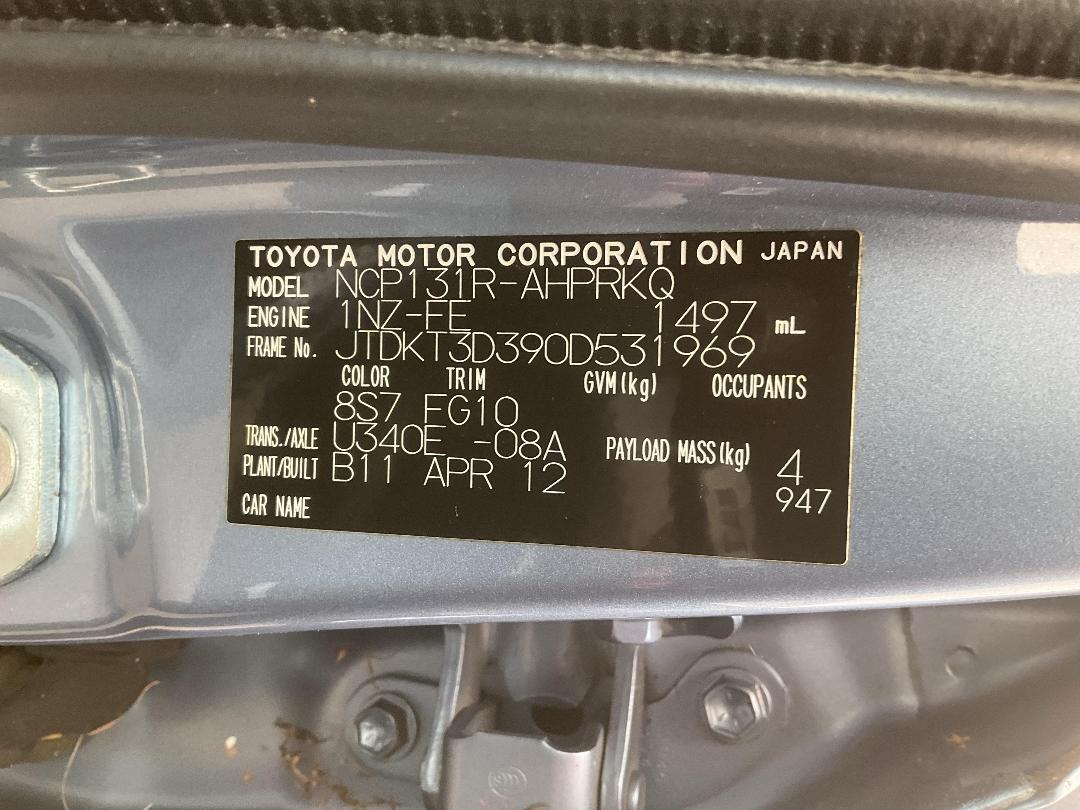 TOYOTA MOTOR CORPORATION JAPAN
MODEL NCP131R-AHPRKQ
ENGINE 1NZ-FE 1497 mL
FRAME No. JTDKT3D390D531969
COLOR TRIM GVM(kg) OCCUPANTS
8S7 FG10
TRANS./AXLE U340E -08A PAYLOAD MASS(kg) 4
PLANT/BUILT B11 APR 12 947
CAR NAME